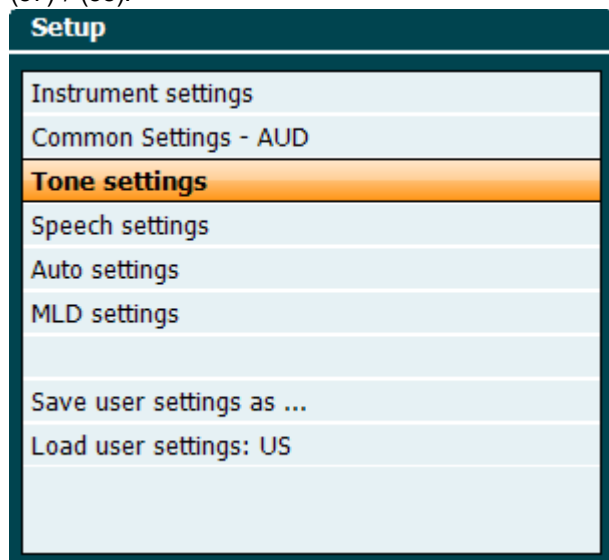 Setup
Instrument settings
Common Settings - AUD
Tone settings
Speech settings
Auto settings
MLD settings
Save user settings as ...
Load user settings: US